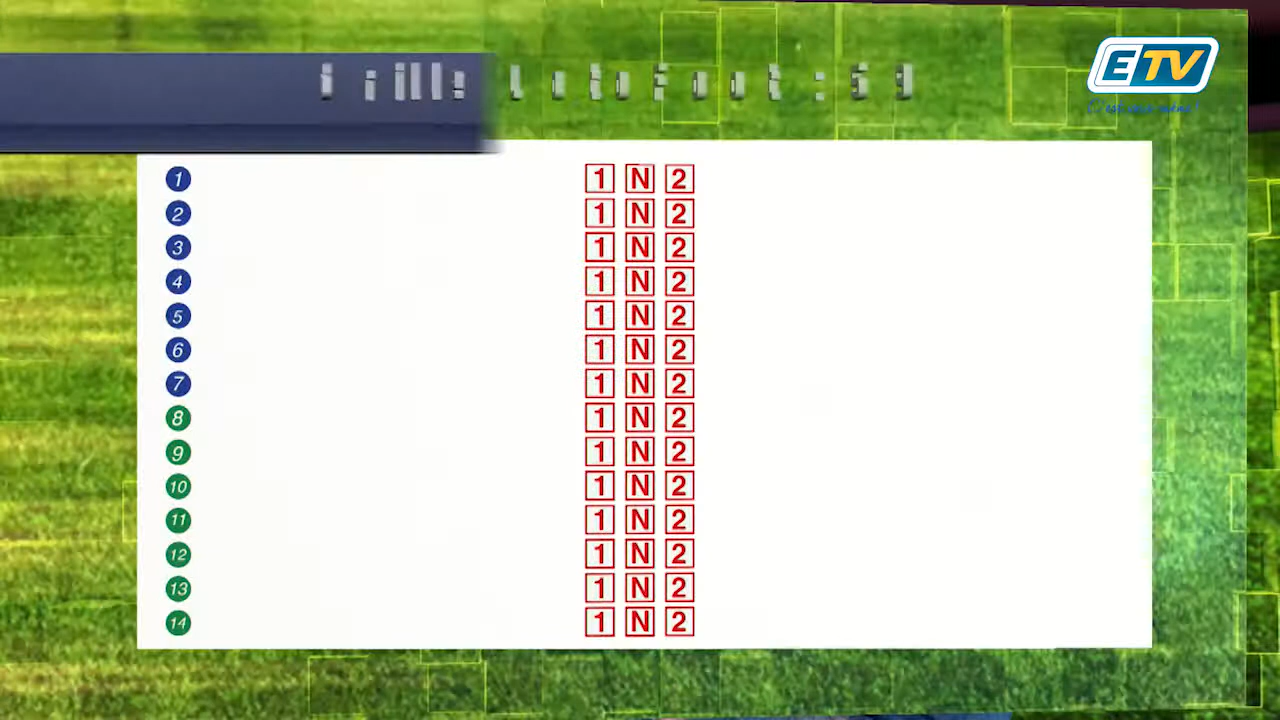 ETV
1 1 N 2
2 1 N 2
3 1 N 2
4 1 N 2
5 1 N 2
6 1 N 2
7 1 N 2
8 1 N 2
9 1 N 2
10 1 N 2
11 1 N 2
12 1 N 2
13 1 N 2
14 1 N 2